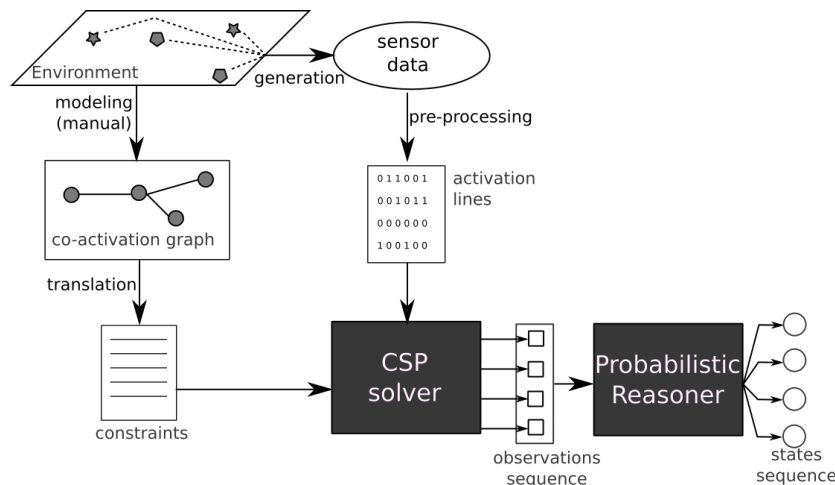 sensor
data
Environment
generation
modeling
(manual)
pre-processing
011001
001011
000000
100100
activation
lines
co-activation graph
translation
CSP
solver
Probabilistic
Reasoner
constraints
observations
sequence
states
sequence